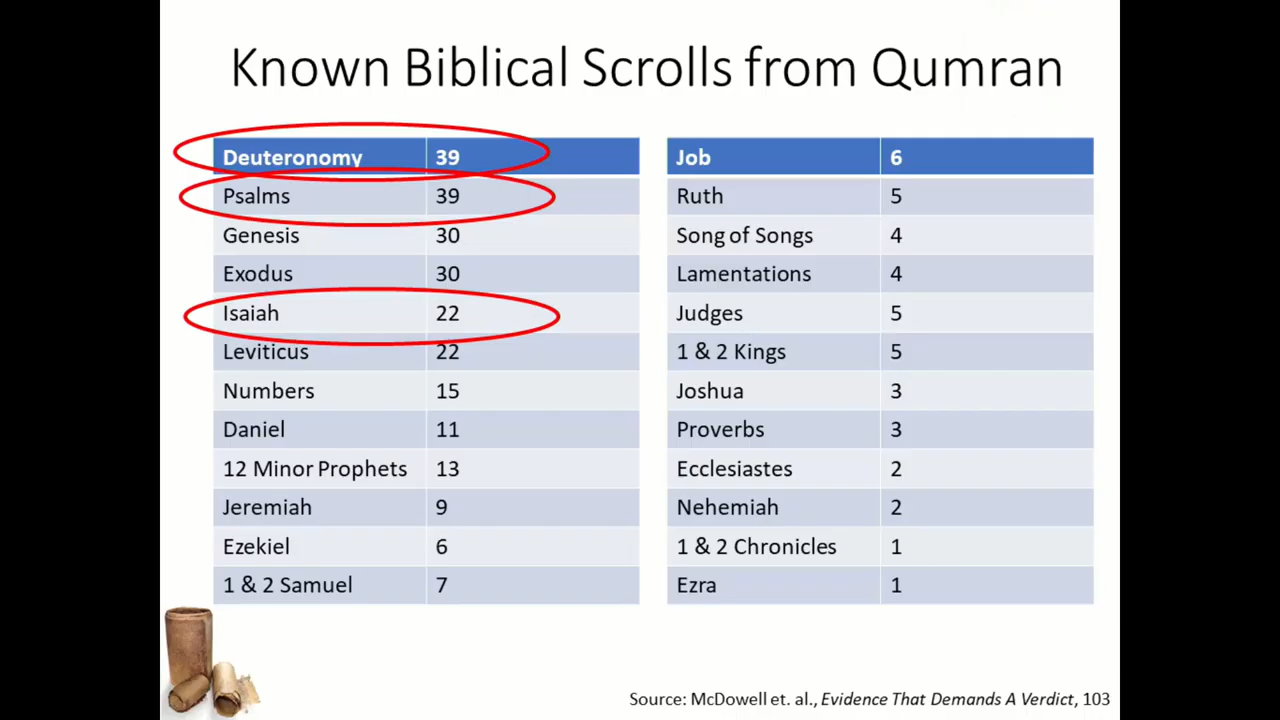 Known Biblical Scrolls from Qumran
Deuteronomy 39
Psalms 39
Genesis 30
Exodus 30
Isaiah 22
Leviticus 22
Numbers 15
Daniel 11
12 Minor Prophets 13
Jeremiah 9
Ezekiel 6
1 & 2 Samuel 7
Job 6
Ruth 5
Song of Songs 4
Lamentations 4
Judges 5
1 & 2 Kings 5
Joshua 3
Proverbs 3
Ecclesiastes 2
Nehemiah 2
1 & 2 Chronicles 1
Ezra 1
Source: McDowell et. al., Evidence That Demands A Verdict, 103